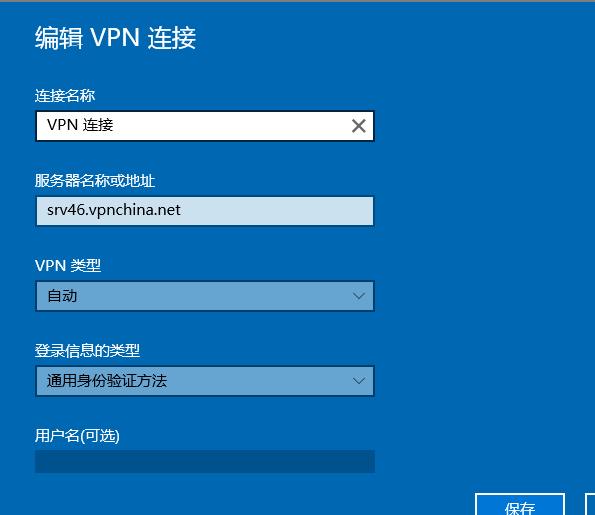 编辑 VPN 连接
连接名称
VPN 连接
服务器名称或地址
srv46.vpnchina.net
VPN 类型
自动
登录信息的类型
通用身份验证方法
用户名(可选)
保存